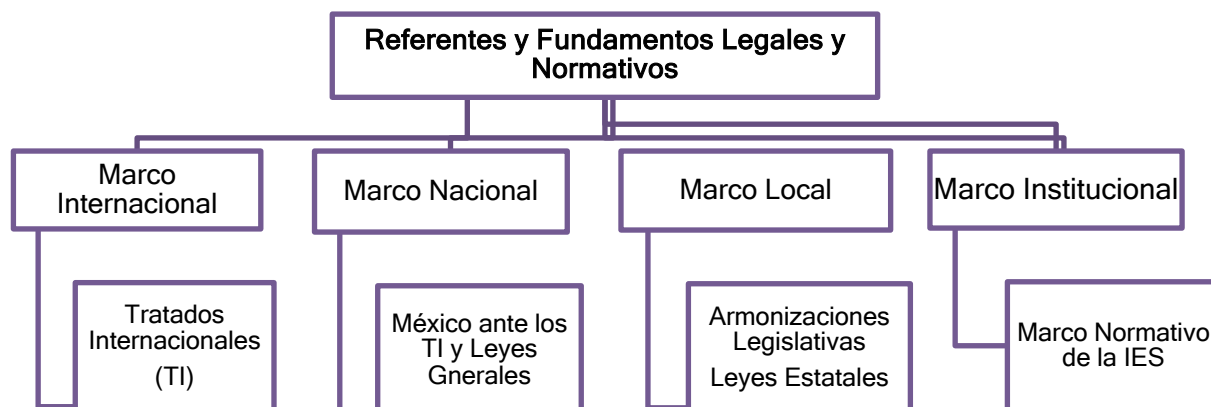 Referentes y Fundamentos Legales y
Normativos
Marco
Internacional
Marco Nacional
Marco Local
Marco Institucional
Tratados
Internacionales
(TI)
México ante los
TI y Leyes
Gnerales
Armonizaciones
Legislativas
Leyes Estatales
Marco Normativo
de la IES